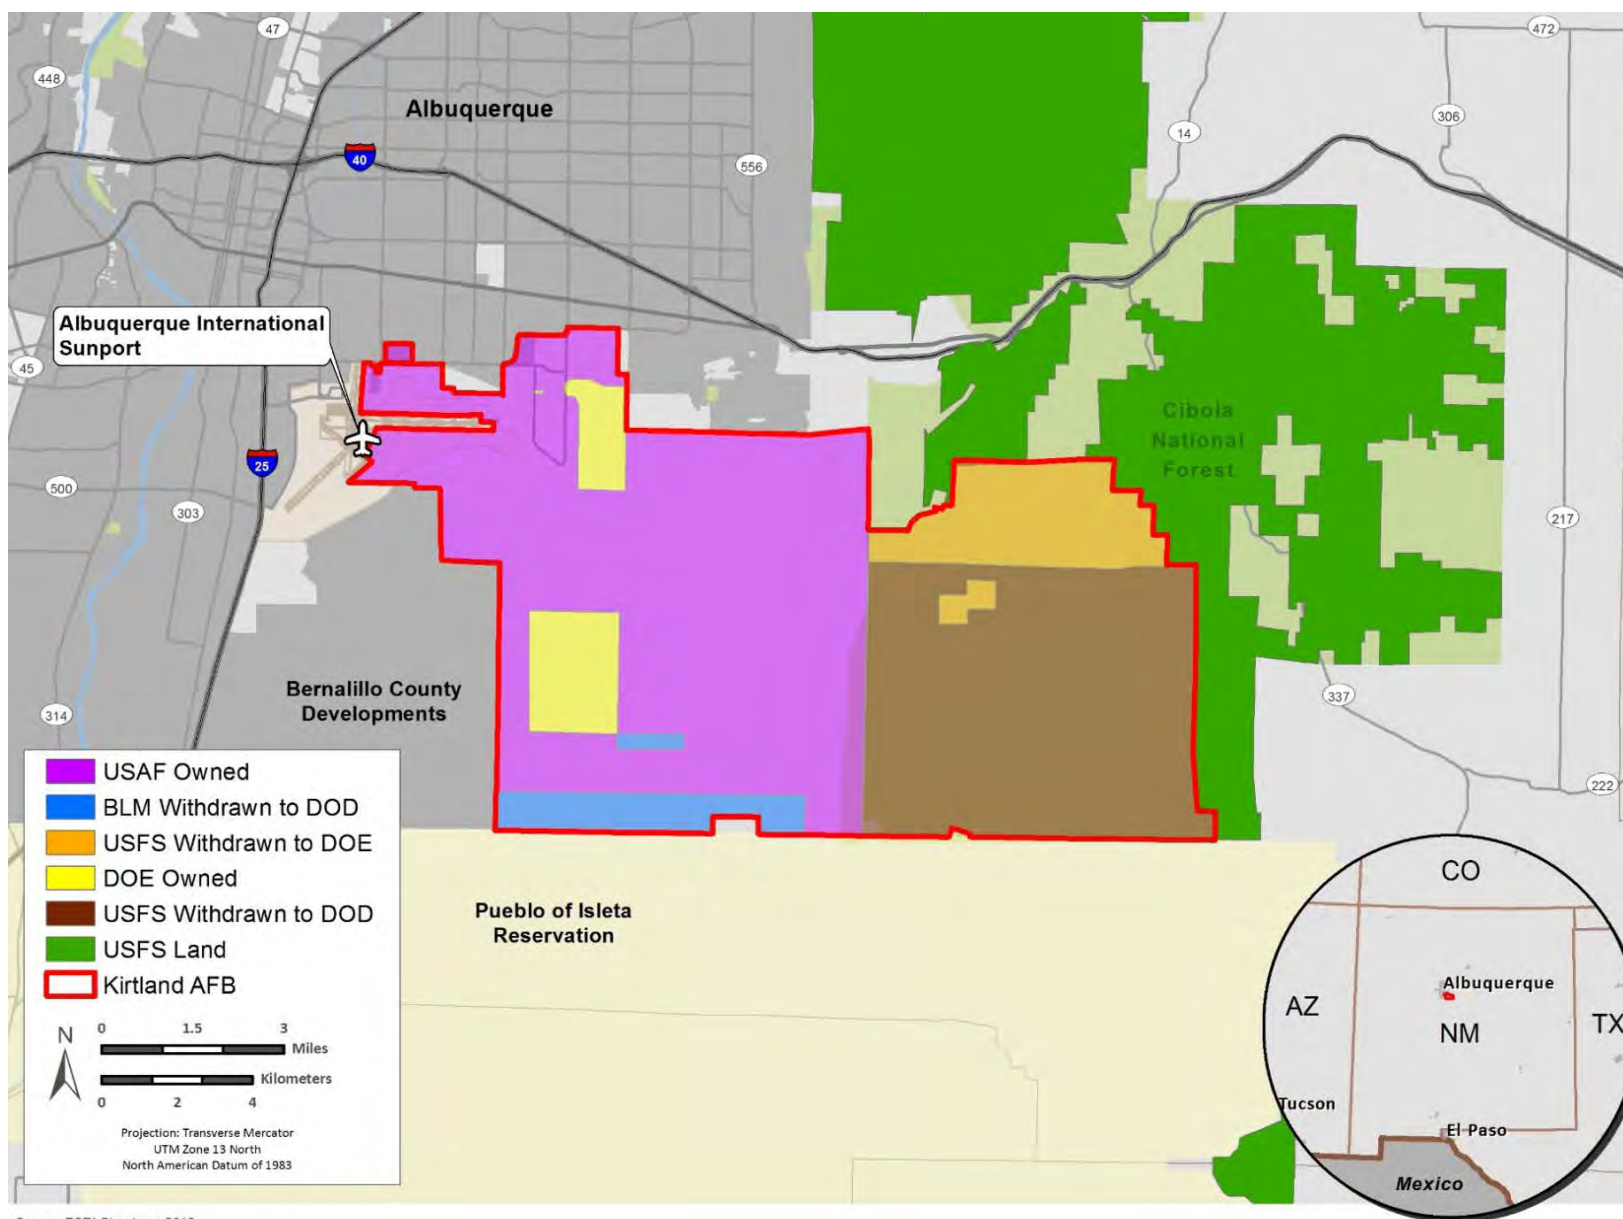 47
472
448
Albuquerque
306
14
40
556
Albuquerque International
Sunport
45
Cibola
National
Forest
25
500
303
217
Bernalillo County
Developments
337
314
222
USAF Owned
BLM Withdrawn to DOD
USFS Withdrawn to DOE
DOE Owned
USFS Withdrawn to DOD
USFS Land
Kirtland AFB
N
0 1.5 3
Miles
Kilometers
0 2 4
Projection: Transverse Mercator
UTM Zone 13 North
North American Datum of 1983
Pueblo of Isleta
Reservation
CO
Albuquerque
AZ
NM
TX
Tucson
El Paso
Mexico